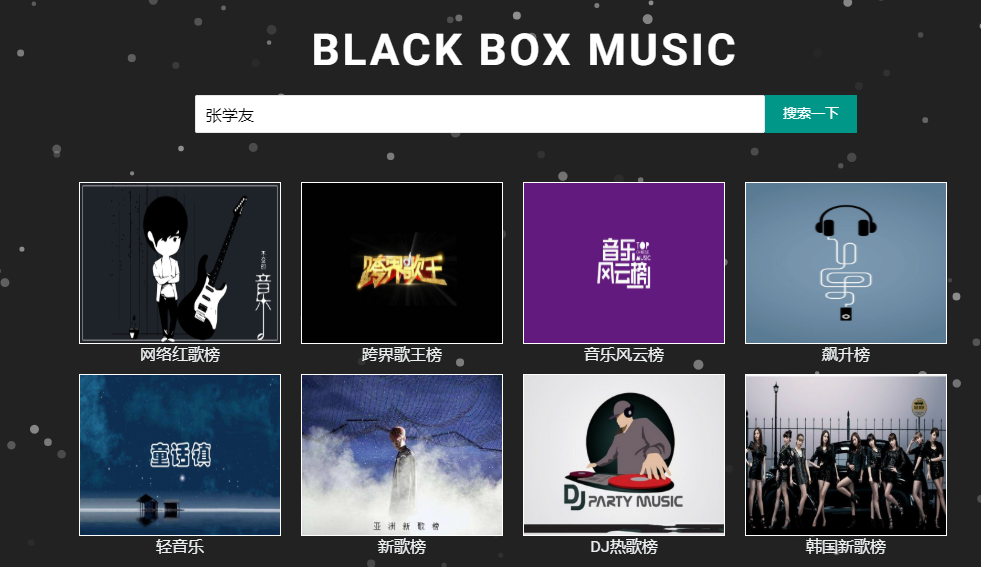 BLACK BOX MUSIC
张学友
搜索一下
音乐
网络红歌榜
跨界歌王
跨界歌王榜
音乐
TOP
MUSIC
风云榜
音乐风云榜
飙升榜
童话镇
轻音乐
亚洲新歌榜
新歌榜
DJ PARTY MUSIC
DJ热歌榜
韩国新歌榜